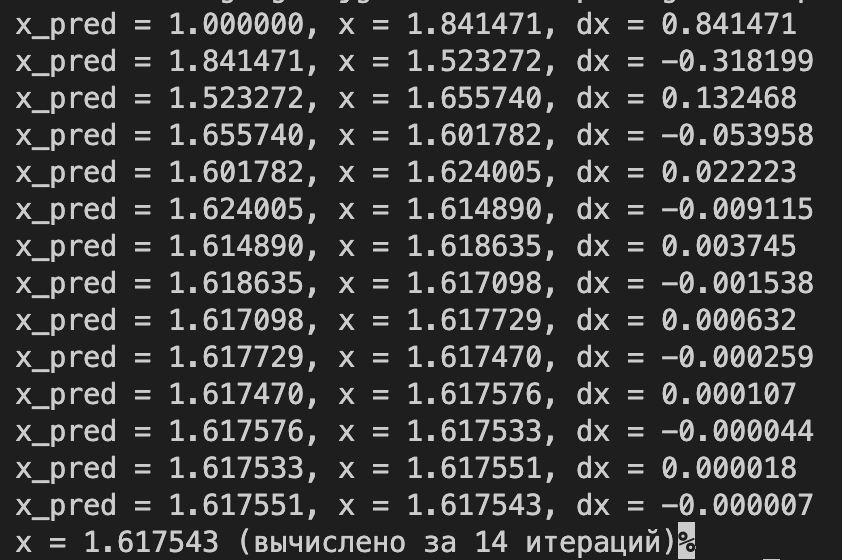 x_pred = 1.000000, x = 1.841471, dx = 0.841471
x_pred = 1.841471, x = 1.523272, dx = -0.318199
x_pred = 1.523272, x = 1.655740, dx = 0.132468
x_pred = 1.655740, x = 1.601782, dx = -0.053958
x_pred = 1.601782, x = 1.624005, dx = 0.022223
x_pred = 1.624005, x = 1.614890, dx = -0.009115
x_pred = 1.614890, x = 1.618635, dx = 0.003745
x_pred = 1.618635, x = 1.617098, dx = -0.001538
x_pred = 1.617098, x = 1.617729, dx = 0.000632
x_pred = 1.617729, x = 1.617470, dx = -0.000259
x_pred = 1.617470, x = 1.617576, dx = 0.000107
x_pred = 1.617576, x = 1.617533, dx = -0.000044
x_pred = 1.617533, x = 1.617551, dx = 0.000018
x_pred = 1.617551, x = 1.617543, dx = -0.000007
x = 1.617543 (вычислено за 14 итераций)%